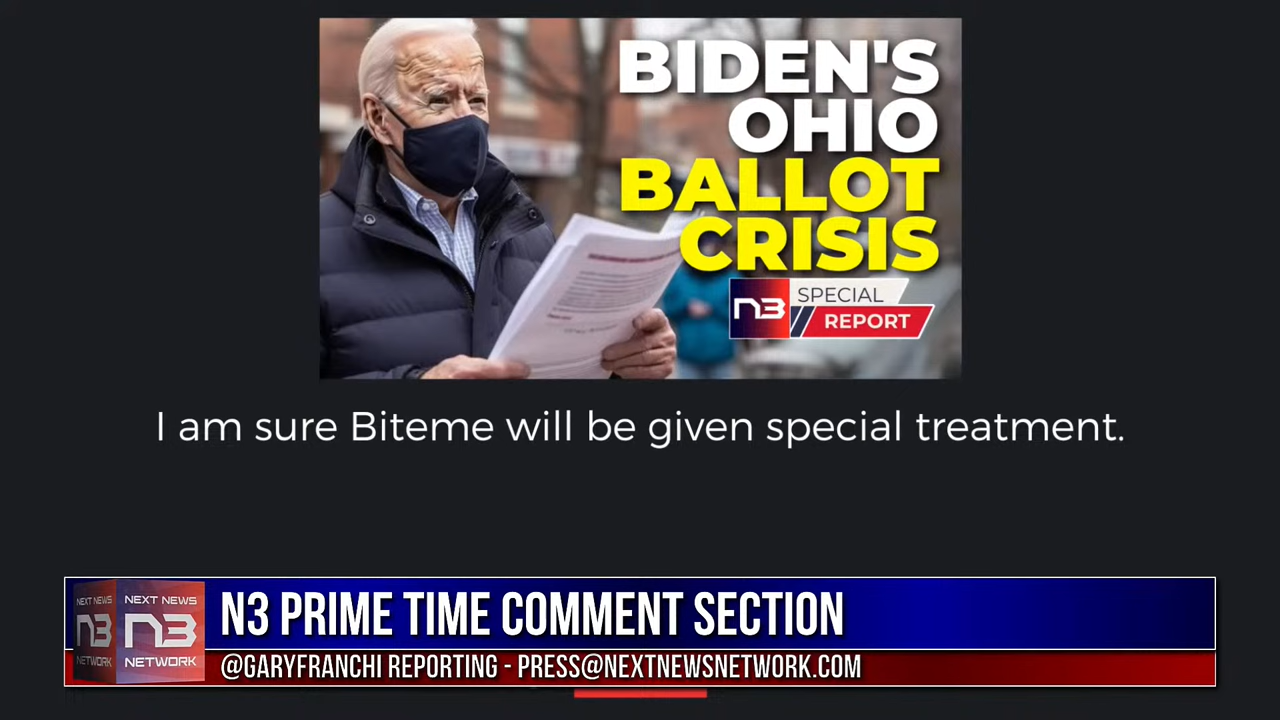 BIDEN'S
OHIO
BALLOT
CRISIS
N3 SPECIAL
REPORT
I am sure Biteme will be given special treatment.
NEXT NEWS
N3
NETWORK
NEXT NEWS
N3
NETWORK
N3 PRIME TIME COMMENT SECTION
@GARYFRANCHI REPORTING - PRESS@NEXTNEWSNETWORK.COM